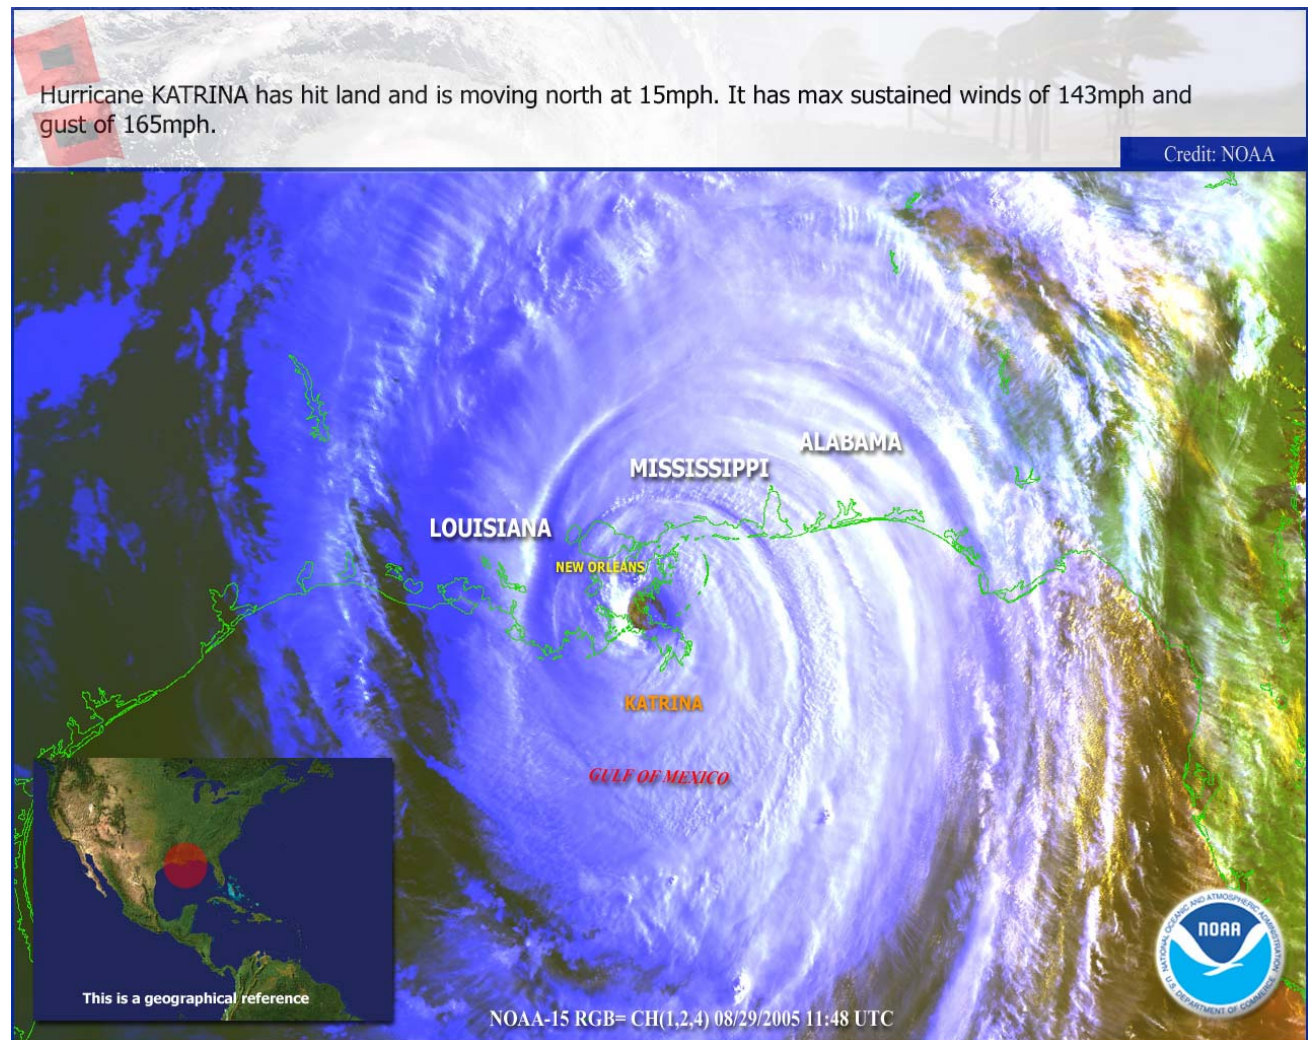 Hurricane KATRINA has hit land and is moving north at 15mph. It has max sustained winds of 143mph and
gust of 165mph.
Credit: NOAA
ALABAMA
MISSISSIPPI
LOUISIANA
NEW ORLEANS
KATRINA
GULF OF MEXICO
This is a geographical reference
NOAA-15 RGB= CH(1,2,4) 08/29/2005 11:48 UTC
NATIONAL OCEANIC AND ATMOSPHERIC ADMINISTRATION
NOAA
U.S. DEPARTMENT OF COMMERCE